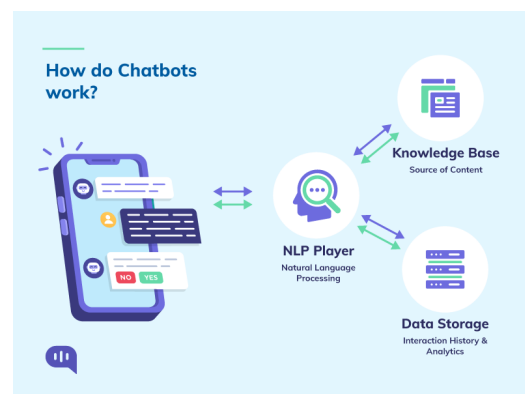 How do Chatbots
work?
NO YES
NLP Player
Natural Language
Processing
Knowledge Base
Source of Content
Data Storage
Interaction History &
Analytics